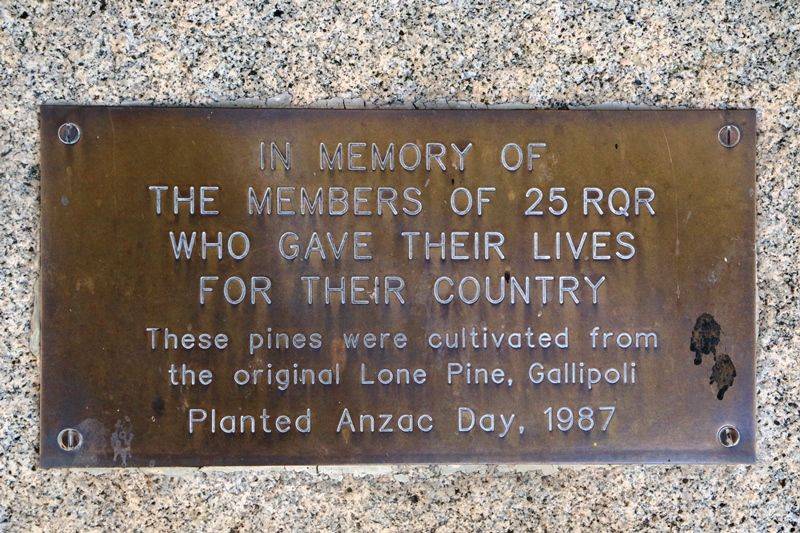 IN MEMORY OF
THE MEMBERS OF 25 RQR
WHO GAVE THEIR LIVES
FOR THEIR COUNTRY
These pines were cultivated from
the original Lone Pine, Gallipoli
Planted Anzac Day, 1987